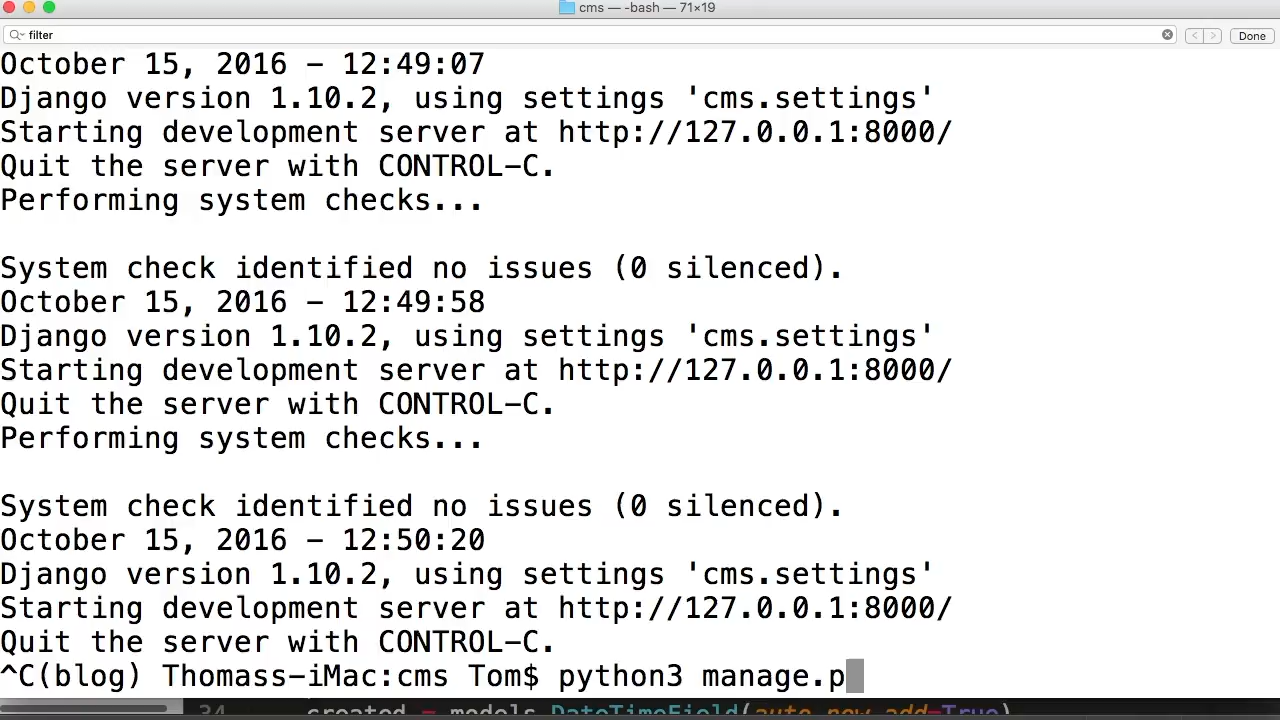 cms — -bash — 71×19
filter
Done
October 15, 2016 - 12:49:07
Django version 1.10.2, using settings 'cms.settings'
Starting development server at http://127.0.0.1:8000/
Quit the server with CONTROL-C.
Performing system checks...
System check identified no issues (0 silenced).
October 15, 2016 - 12:49:58
Django version 1.10.2, using settings 'cms.settings'
Starting development server at http://127.0.0.1:8000/
Quit the server with CONTROL-C.
Performing system checks...
System check identified no issues (0 silenced).
October 15, 2016 - 12:50:20
Django version 1.10.2, using settings 'cms.settings'
Starting development server at http://127.0.0.1:8000/
Quit the server with CONTROL-C.
^C(blog) Thomass-iMac:cms Tom$ python3 manage.p
34 created = models.DateTimeField(auto_now_add=True)